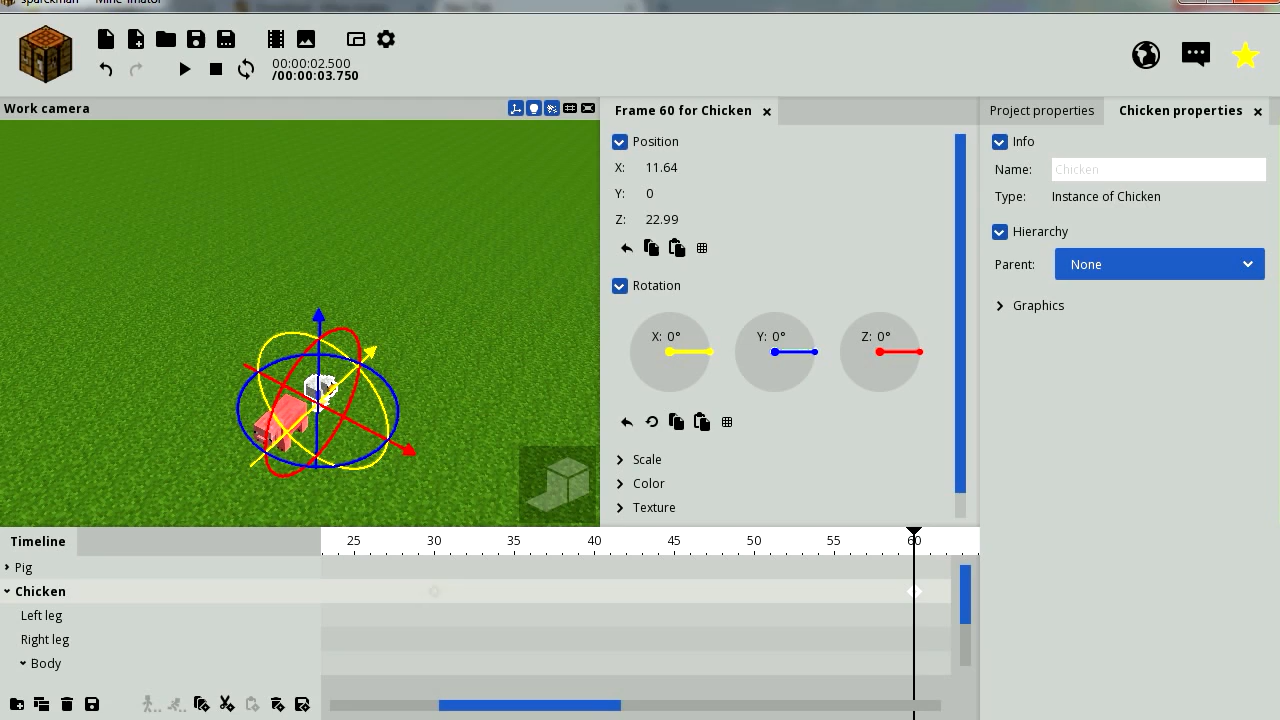 sparckman - Mine-imator
00:00:02.500
/00:00:03.750
Work camera
Frame 60 for Chicken
Position
X: 11.64
Y: 0
Z: 22.99
Rotation
X: 0° Y: 0° Z: 0°
Scale
Color
Texture
Project properties Chicken properties
Info
Name: Chicken
Type: Instance of Chicken
Hierarchy
Parent: None
Graphics
Timeline
25 30 35 40 45 50 55 60
Pig
Chicken
Left leg
Right leg
Body